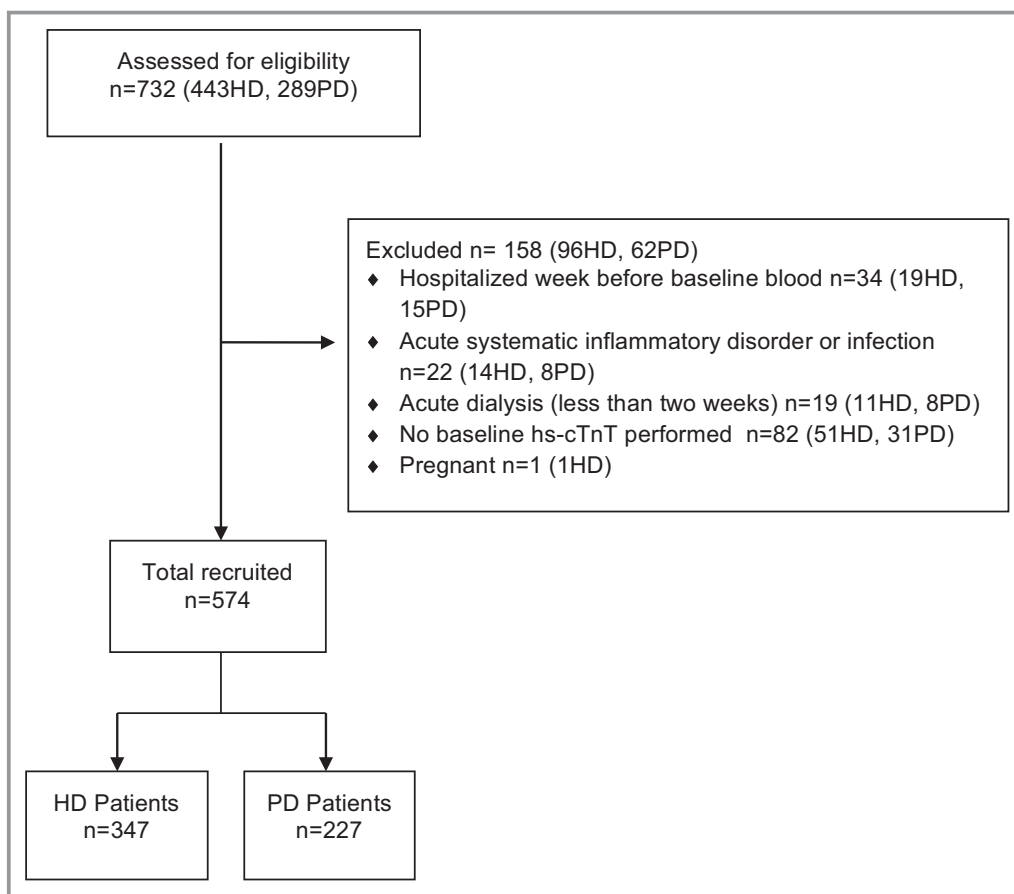 Assessed for eligibility
n=732 (443HD, 289PD)
Excluded n= 158 (96HD, 62PD)
♦ Hospitalized week before baseline blood n=34 (19HD,
15PD)
♦ Acute systematic inflammatory disorder or infection
n=22 (14HD, 8PD)
♦ Acute dialysis (less than two weeks) n=19 (11HD, 8PD)
♦ No baseline hs-cTnT performed n=82 (51HD, 31PD)
♦ Pregnant n=1 (1HD)
Total recruited
n=574
HD Patients
n=347
PD Patients
n=227